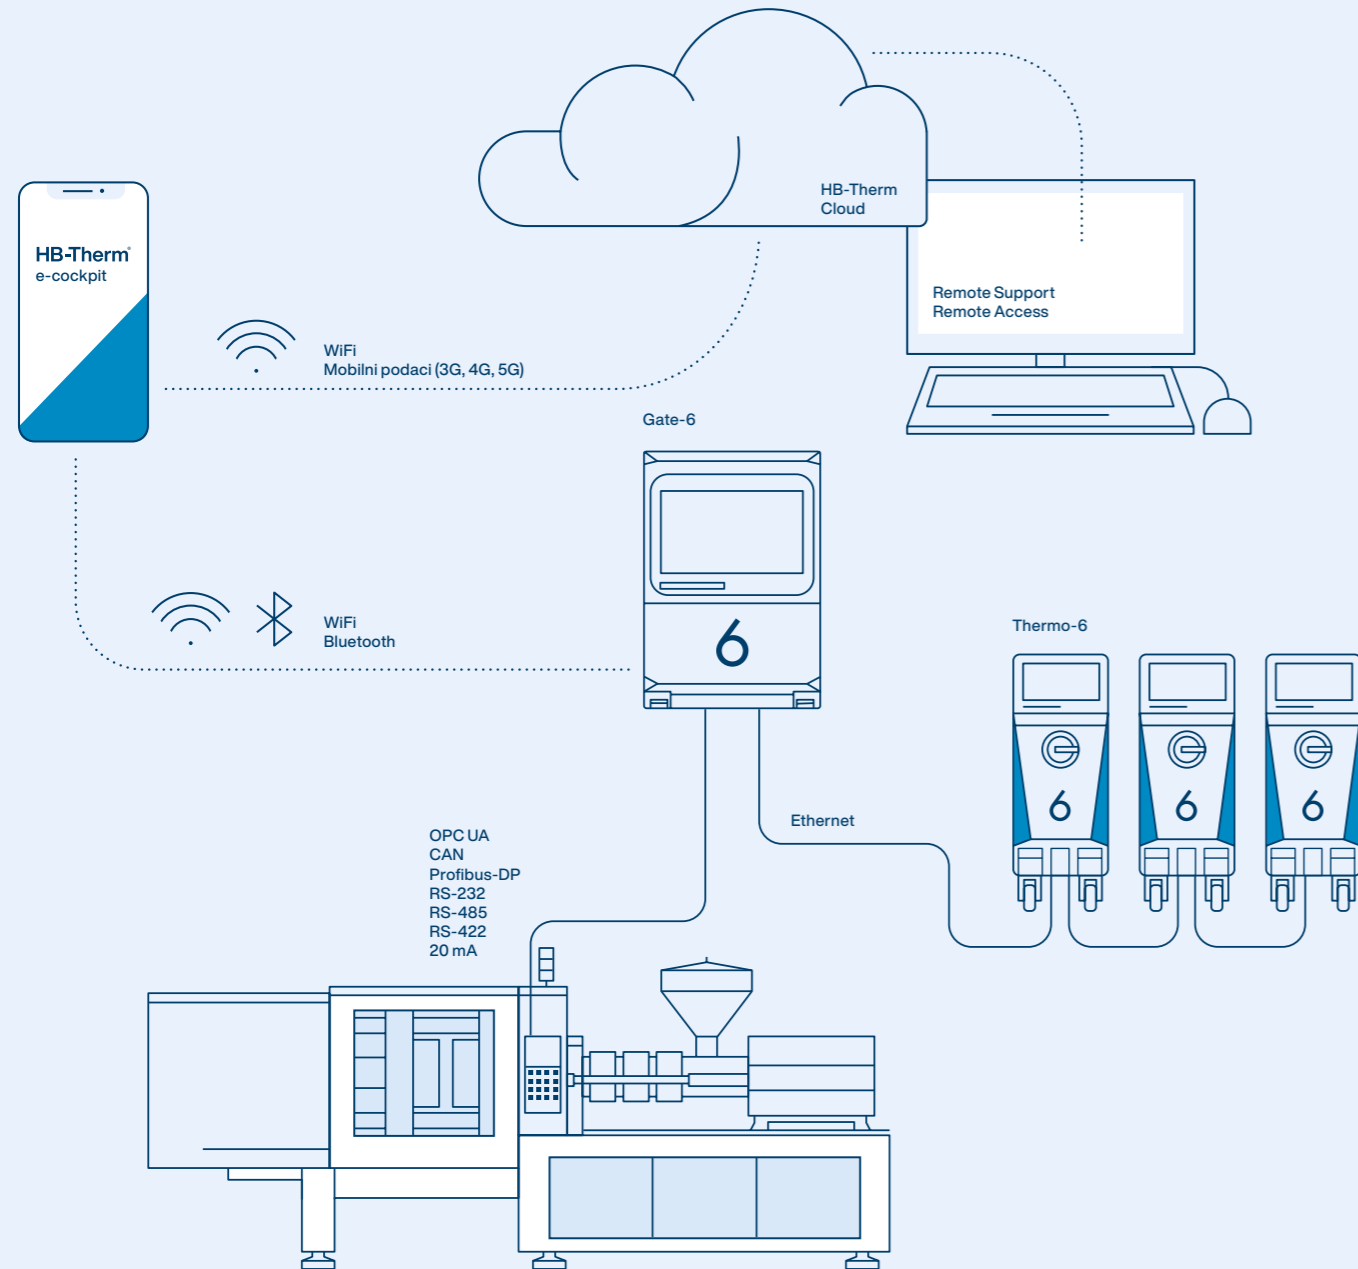 HB-Therm
Cloud
HB-Therm®
e-cockpit
Remote Support
Remote Access
WiFi
Mobilni podaci (3G, 4G, 5G)
Gate-6
6
WiFi
Bluetooth
Thermo-6
6
6
6
Ethernet
OPC UA
CAN
Profibus-DP
RS-232
RS-485
RS-422
20 mA